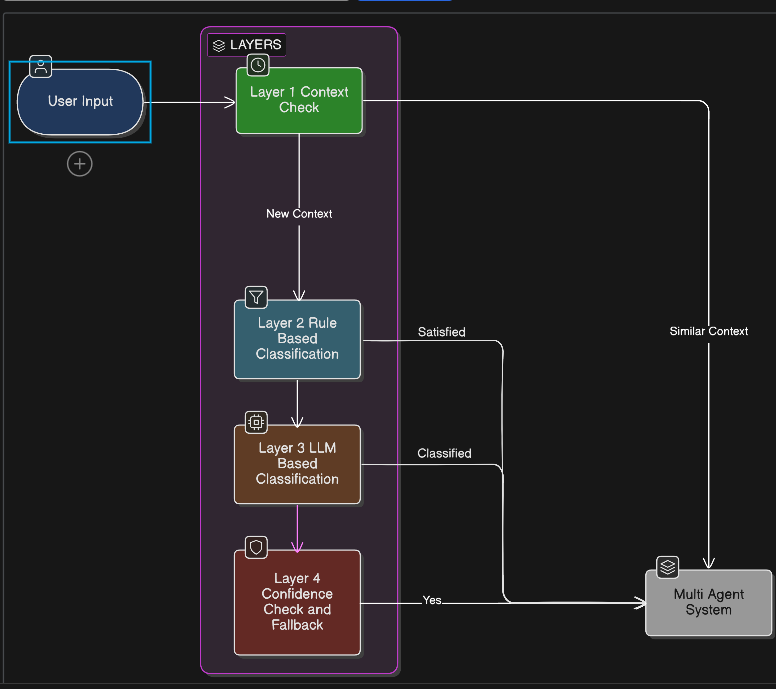 LAYERS
User Input
Layer 1 Context
Check
New Context
Layer 2 Rule
Based
Classification
Satisfied
Similar Context
Layer 3 LLM
Based
Classification
Classified
Layer 4
Confidence
Check and
Fallback
Yes
Multi Agent
System